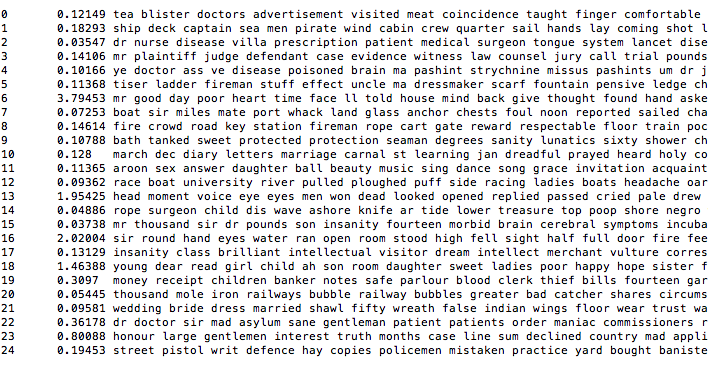 0 0.12149 tea blister doctors advertisement visited meat coincidence taught finger comfortable
1 0.18293 ship deck captain sea men pirate wind cabin crew quarter sail hands lay coming shot l
2 0.03547 dr nurse disease villa prescription patient medical surgeon tongue system lancet dise
3 0.14106 mr plaintiff judge defendant case evidence witness law counsel jury call trial pounds
4 0.10166 ye doctor ass ve disease poisoned brain ma pashint strychnine missus pashints um dr j
5 0.11368 tiser ladder fireman stuff effect uncle ma dressmaker scarf fountain pensive ledge ch
6 3.79453 mr good day poor heart time face ll told house mind back give thought found hand aske
7 0.07253 boat sir miles mate port whack land glass anchor chests foul noon reported sailed cha
8 0.14614 fire crowd road key station fireman rope cart gate reward respectable floor train poc
9 0.10788 bath tanked sweet protected protection seaman degrees sanity lunatics sixty shower ch
10 0.128 march dec diary letters marriage carnal st learning jan dreadful prayed heard holy co
11 0.11365 aroon sex answer daughter ball beauty music sing dance song grace invitation acquaint
12 0.09362 race boat university river pulled ploughed puff side racing ladies boats headache oar
13 1.95425 head moment voice eye eyes men won dead looked opened replied passed cried pale drew
14 0.04886 rope surgeon child dis wave ashore knife ar tide lower treasure top poop shore negro
15 0.03738 mr thousand sir dr pounds son insanity fourteen morbid brain cerebral symptoms incuba
16 2.02004 sir round hand eyes water ran open room stood high fell sight half full door fire fee
17 0.13129 insanity class brilliant intellectual visitor dream intellect merchant vulture corres
18 1.46388 young dear read girl child ah son room daughter sweet ladies poor happy hope sister f
19 0.3097 money receipt children banker notes safe parlour blood clerk thief bills fourteen gar
20 0.05445 thousand mole iron railways bubble railway bubbles greater bad catcher shares circums
21 0.09581 wedding bride dress married shawl fifty wreath false indian wings floor wear trust wa
22 0.36178 dr doctor sir mad asylum sane gentleman patient patients order maniac commissioners r
23 0.80088 honour large gentlemen interest truth months case line sum declined country mad appli
24 0.19453 street pistol writ defence hay copies policemen mistaken practice yard bought baniste